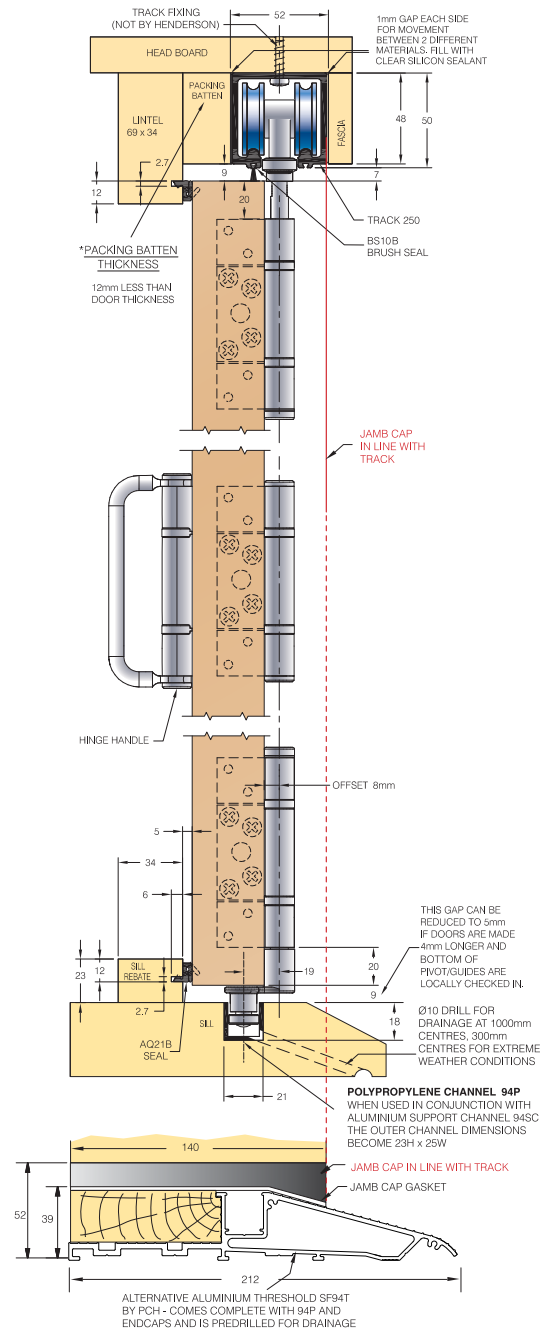 TRACK FIXING
(NOT BY HENDERSON)
52
1mm GAP EACH SIDE
FOR MOVEMENT
BETWEEN 2 DIFFERENT
MATERIALS. FILL WITH
CLEAR SILICON SEALANT
HEAD BOARD
PACKING
BATTEN
LINTEL
69 x 34
FASCIA
48
50
2.7
12
9
7
20
TRACK 250
BS10B
BRUSH SEAL
*PACKING BATTEN
THICKNESS
12mm LESS THAN
DOOR THICKNESS
JAMB CAP
IN LINE WITH
TRACK
HINGE HANDLE
OFFSET 8mm
5
34
6
THIS GAP CAN BE
REDUCED TO 5mm
IF DOORS ARE MADE
4mm LONGER AND
BOTTOM OF
PIVOT/GUIDES ARE
LOCALLY CHECKED IN.
23
12
SILL
REBATE
19
20
9
2.7
AQ21B
SEAL
SILL
18
Ø10 DRILL FOR
DRAINAGE AT 1000mm
CENTRES, 300mm
CENTRES FOR EXTREME
WEATHER CONDITIONS
21
POLYPROPYLENE CHANNEL 94P
WHEN USED IN CONJUNCTION WITH
ALUMINIUM SUPPORT CHANNEL 94SC
THE OUTER CHANNEL DIMENSIONS
BECOME 23H x 25W
140
JAMB CAP IN LINE WITH TRACK
JAMB CAP GASKET
52
39
212
ALTERNATIVE ALUMINIUM THRESHOLD SF94T
BY PCH - COMES COMPLETE WITH 94P AND
ENDCAPS AND IS PREDRILLED FOR DRAINAGE